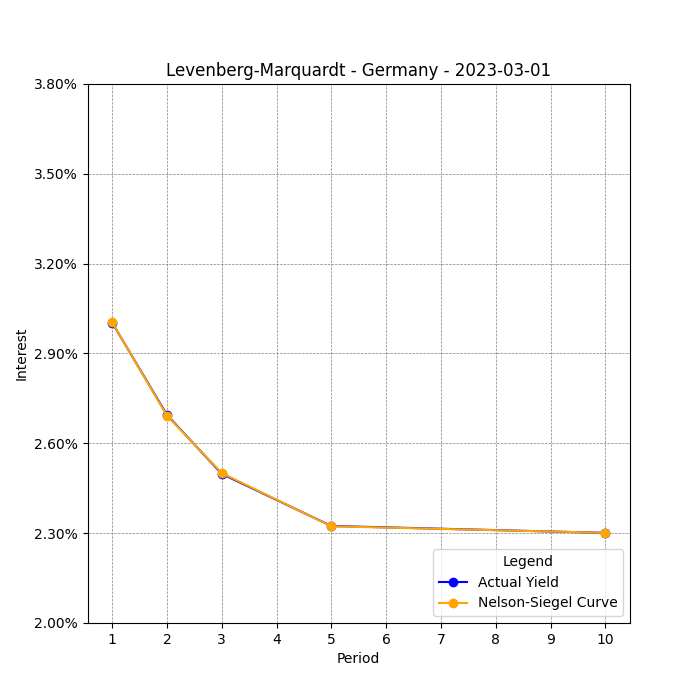 Levenberg-Marquardt - Germany - 2023-03-01
3.80%
3.50%
3.20%
2.90%
2.60%
2.30%
2.00%
Interest
Legend
Actual Yield
Nelson-Siegel Curve
1 2 3 4 5 6 7 8 9 10
Period